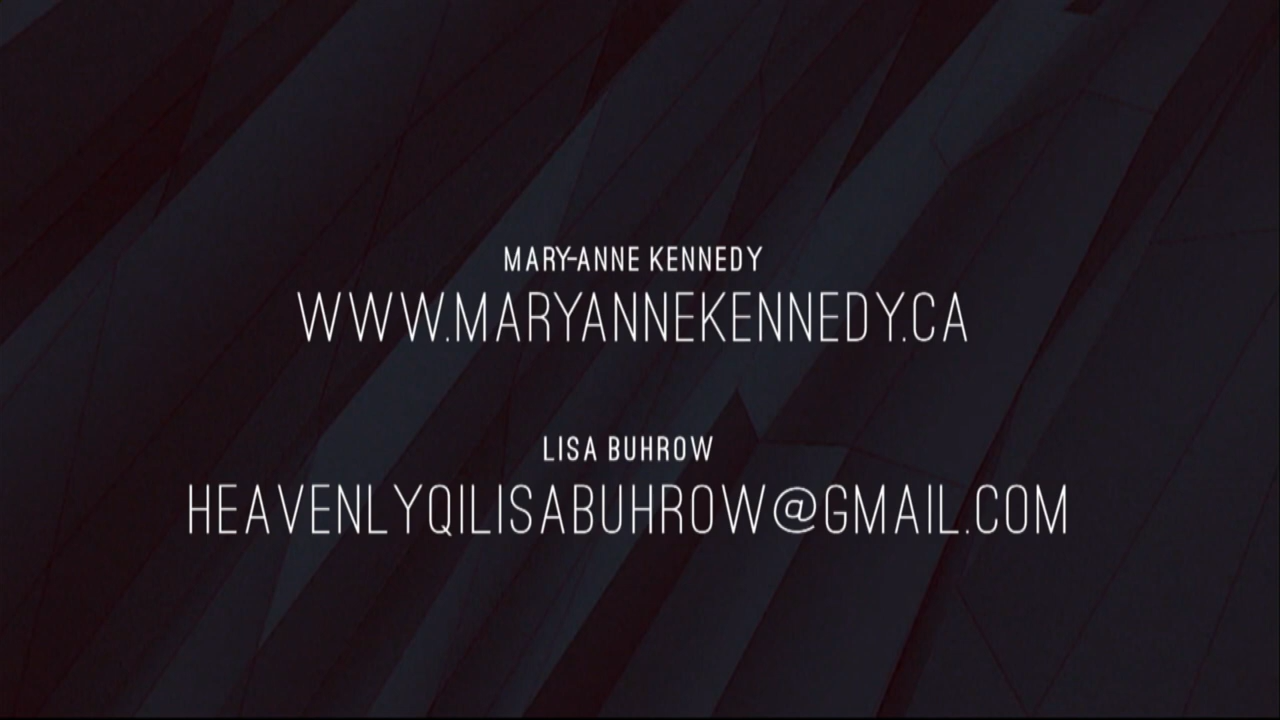 MARY-ANNE KENNEDY
WWW.MARYANNEKENNEDY.CA
LISA BUHROW
HEAVENLYQILISABUHROW@GMAIL.COM